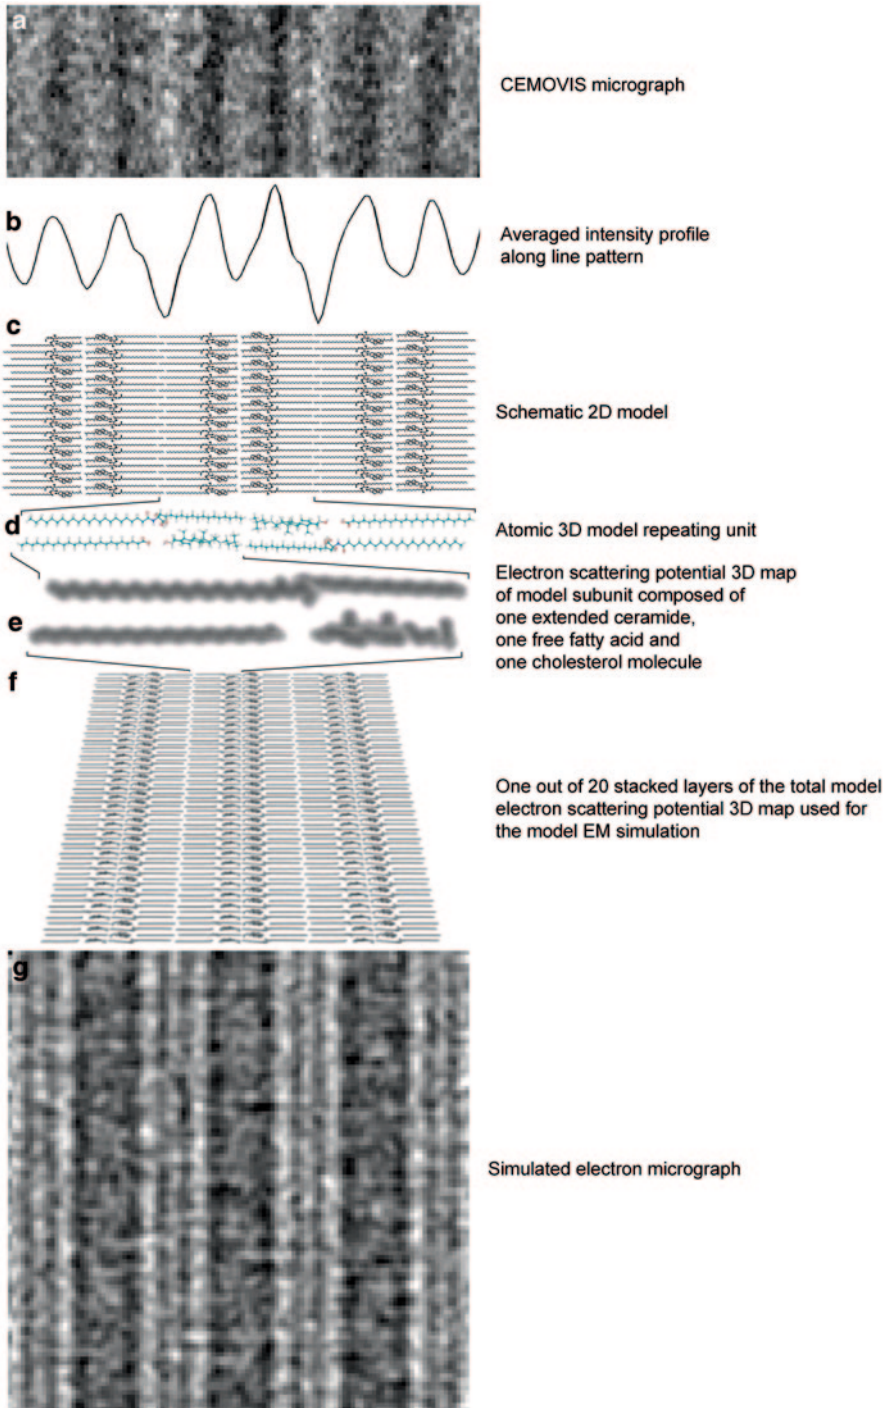 a
CEMOVIS micrograph
b
Averaged intensity profile
along line pattern
c
Schematic 2D model
d
Atomic 3D model repeating unit
Electron scattering potential 3D map
of model subunit composed of
one extended ceramide,
one free fatty acid and
one cholesterol molecule
e
f
One out of 20 stacked layers of the total model
electron scattering potential 3D map used for
the model EM simulation
g
Simulated electron micrograph